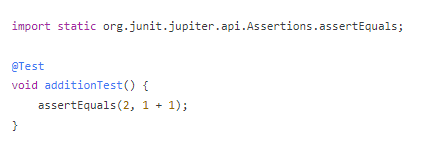 import static org.junit.jupiter.api.Assertions.assertEquals;
@Test
void additionTest() {
    assertEquals(2, 1 + 1);
}